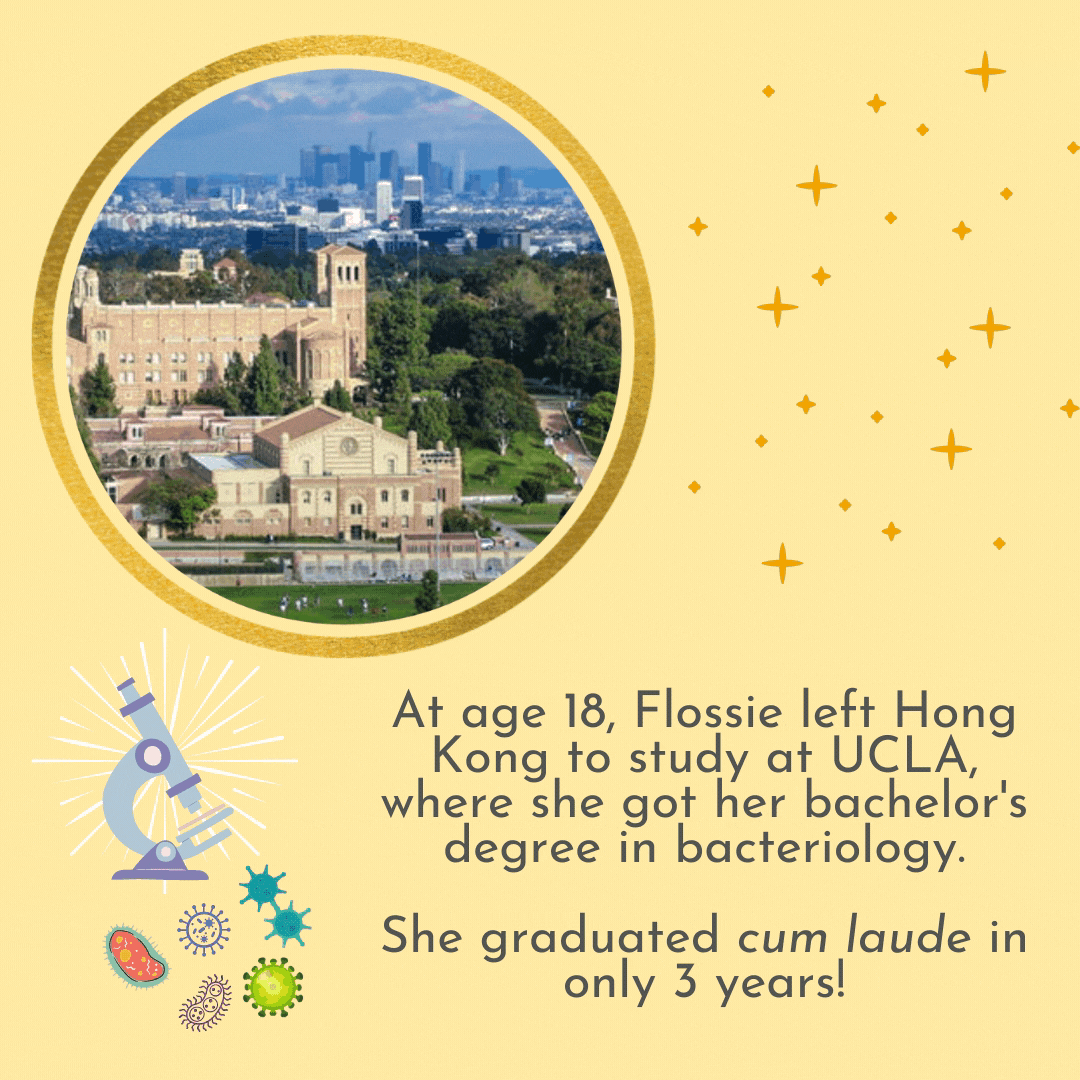 At age 18, Flossie left Hong
Kong to study at UCLA,
where she got her bachelor's
degree in bacteriology.
She graduated cum laude in
only 3 years!